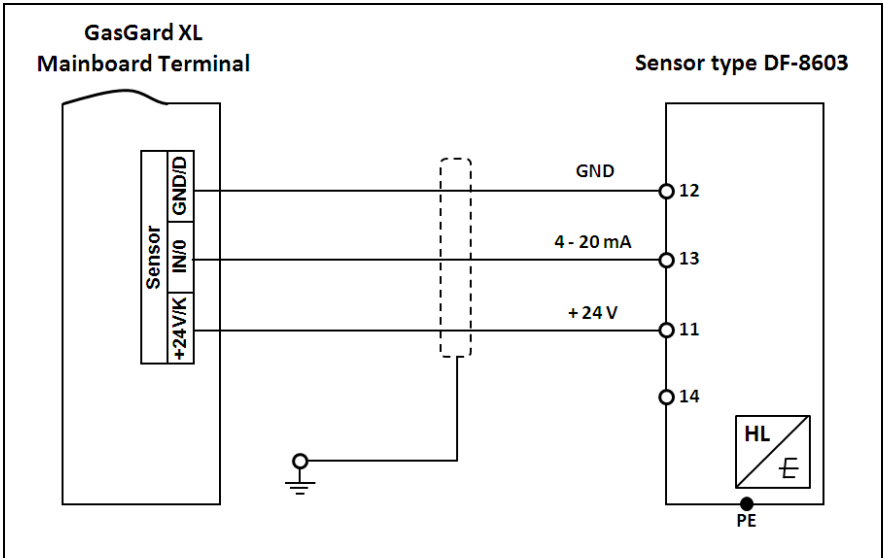 GasGard XL
Mainboard Terminal
Sensor type DF-8603
Sensor
GND/D
IN/0
+24V/K
GND
12
4 - 20 mA
13
+ 24 V
11
14
HL
E
PE